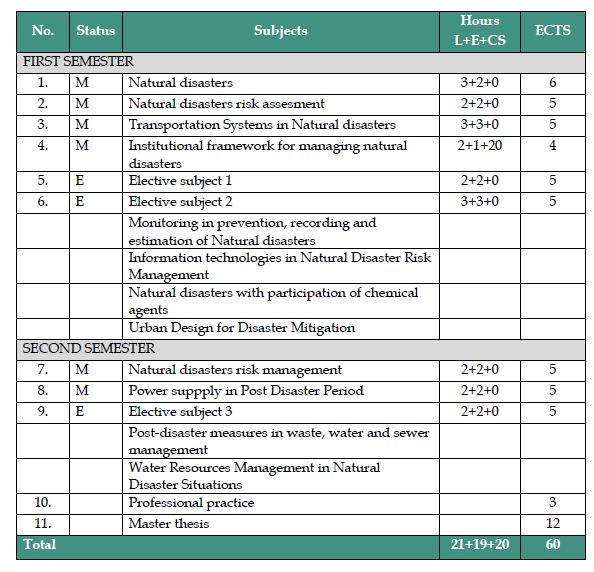 No. Status Subjects Hours L+E+CS ECTS
FIRST SEMESTER
1. M Natural disasters 3+2+0 6
2. M Natural disasters risk assesment 2+2+0 5
3. M Transportation Systems in Natural disasters 3+3+0 5
4. M Institutional framework for managing natural 2+1+20 4
disasters
5. E Elective subject 1 2+2+0 5
6. E Elective subject 2 3+3+0 5
Monitoring in prevention, recording and
estimation of Natural disasters
Information technologies in Natural Disaster Risk
Management
Natural disasters with participation of chemical
agents
Urban Design for Disaster Mitigation
SECOND SEMESTER
7. M Natural disasters risk management 2+2+0 5
8. M Power suppply in Post Disaster Period 2+2+0 5
9. E Elective subject 3 2+2+0 5
Post-disaster measures in waste, water and sewer
management
Water Resources Management in Natural
Disaster Situations
10. Professional practice 3
11. Master thesis 12
Total 21+19+20 60